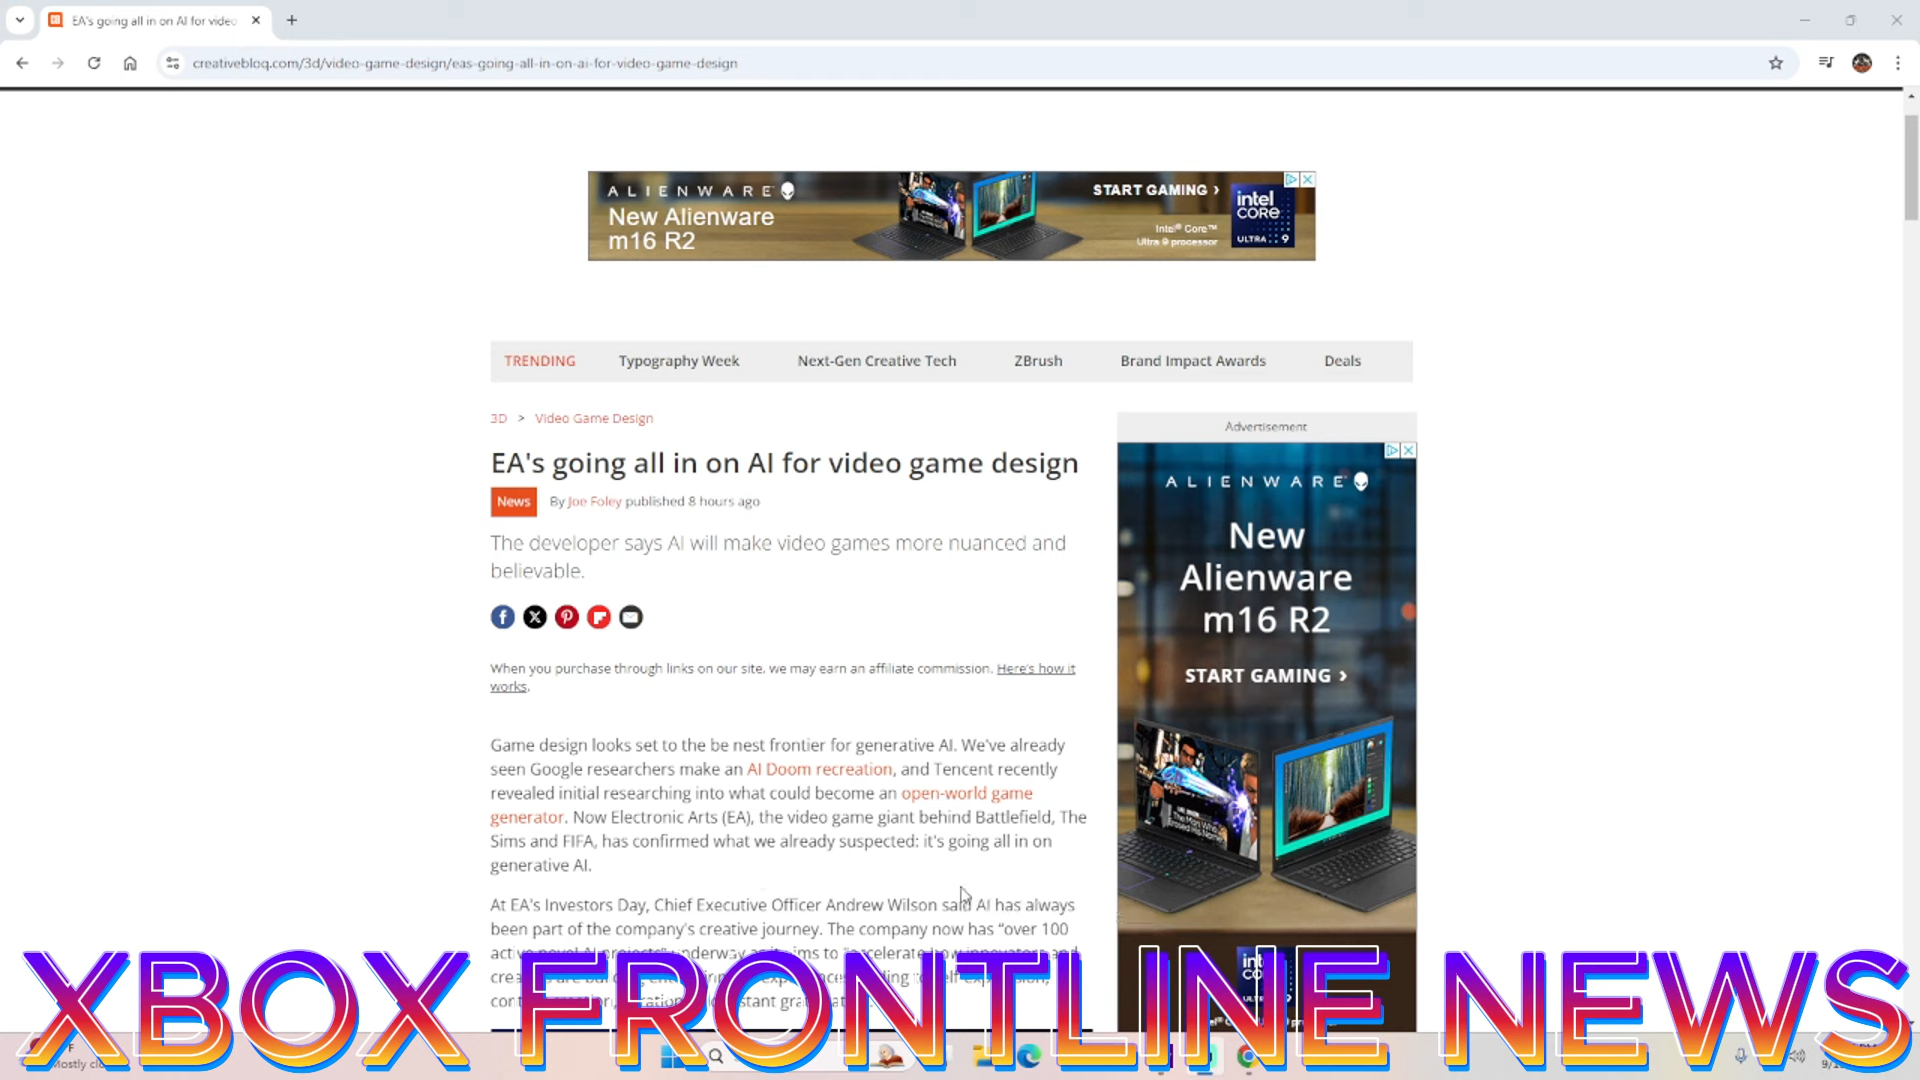 EA's going all in on AI for video
creativebloq.com/3d/video-game-design/eas-going-all-in-on-ai-for-video-game-design
ALIENWARE
New Alienware
m16 R2
START GAMING ›
Intel® Core™
Ultra 9 processor
intel
CORE
ULTRA 9
TRENDING Typography Week Next-Gen Creative Tech ZBrush Brand Impact Awards Deals
3D > Video Game Design
EA's going all in on AI for video game design
News By Joe Foley published 8 hours ago
The developer says AI will make video games more nuanced and
believable.
When you purchase through links on our site, we may earn an affiliate commission. Here's how it
works.
Game design looks set to the be nest frontier for generative AI. We've already
seen Google researchers make an AI Doom recreation, and Tencent recently
revealed initial researching into what could become an open-world game
generator. Now Electronic Arts (EA), the video game giant behind Battlefield, The
Sims and FIFA, has confirmed what we already suspected: it's going all in on
generative AI.
At EA's Investors Day, Chief Executive Officer Andrew Wilson said AI has always
been part of the company's creative journey. The company now has “over 100
Advertisement
ALIENWARE
New
Alienware
m16 R2
START GAMING ›
XBOX FRONTLINE NEWS